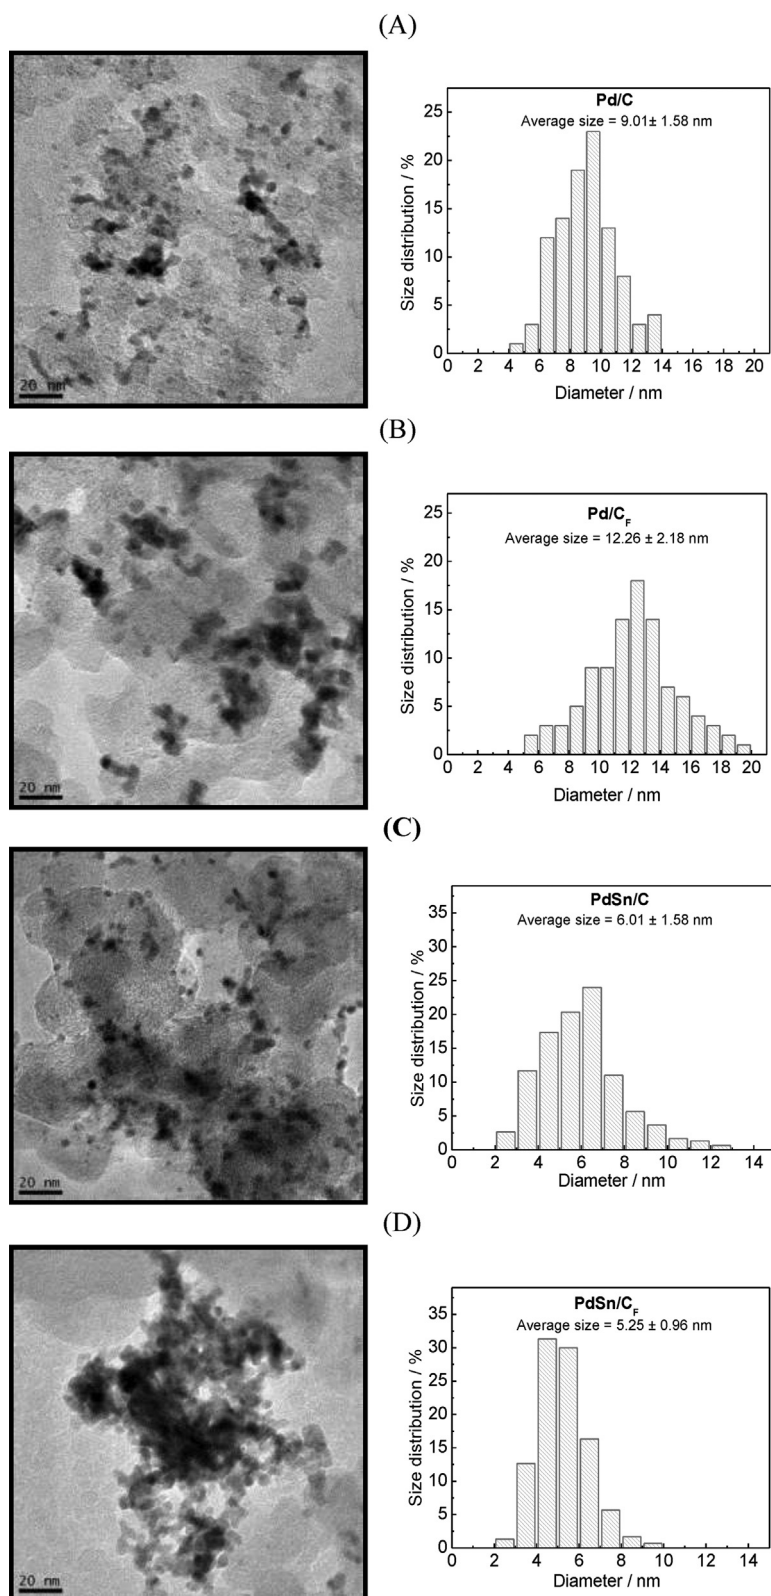 (A)
20 nm
Pd/C
Average size = 9.01± 1.58 nm
Size distribution / %
25
20
15
10
5
0
0 2 4 6 8 10 12 14 16 18 20
Diameter / nm
(B)
20 nm
Pd/C_F
Average size = 12.26 ± 2.18 nm
Size distribution / %
25
20
15
10
5
0
0 2 4 6 8 10 12 14 16 18 20
Diameter / nm
(C)
20 nm
PdSn/C
Average size = 6.01 ± 1.58 nm
Size distribution / %
35
30
25
20
15
10
5
0
0 2 4 6 8 10 12 14
Diameter / nm
(D)
20 nm
PdSn/C_F
Average size = 5.25 ± 0.96 nm
Size distribution / %
35
30
25
20
15
10
5
0
0 2 4 6 8 10 12 14
Diameter / nm